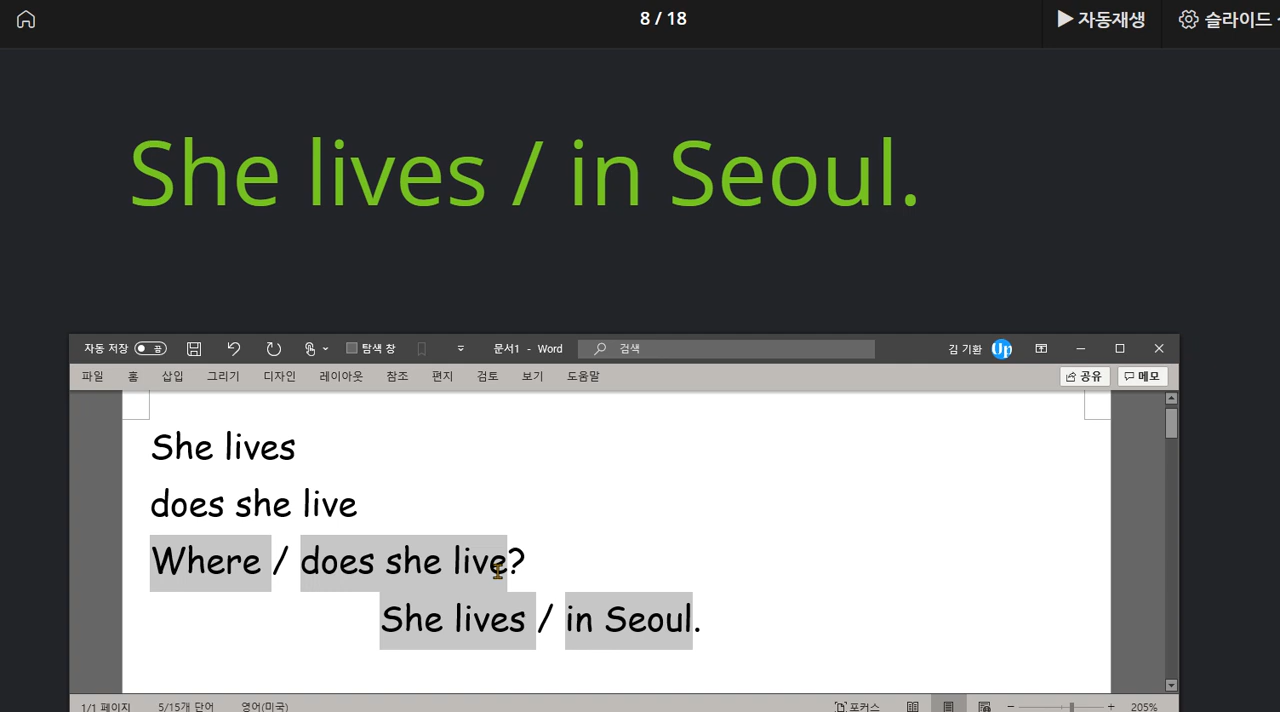 8 / 18
▶ 자동재생
슬라이드
She lives / in Seoul.
자동 저장 끔
탐색 창
문서1 - Word
검색
김 기환
Up
파일 홈 삽입 그리기 디자인 레이아웃 참조 편지 검토 보기 도움말
공유 메모
She lives
does she live
Where / does she live?
She lives / in Seoul.
1/1 페이지 5/15개 단어 영어(미국) 포커스 205%